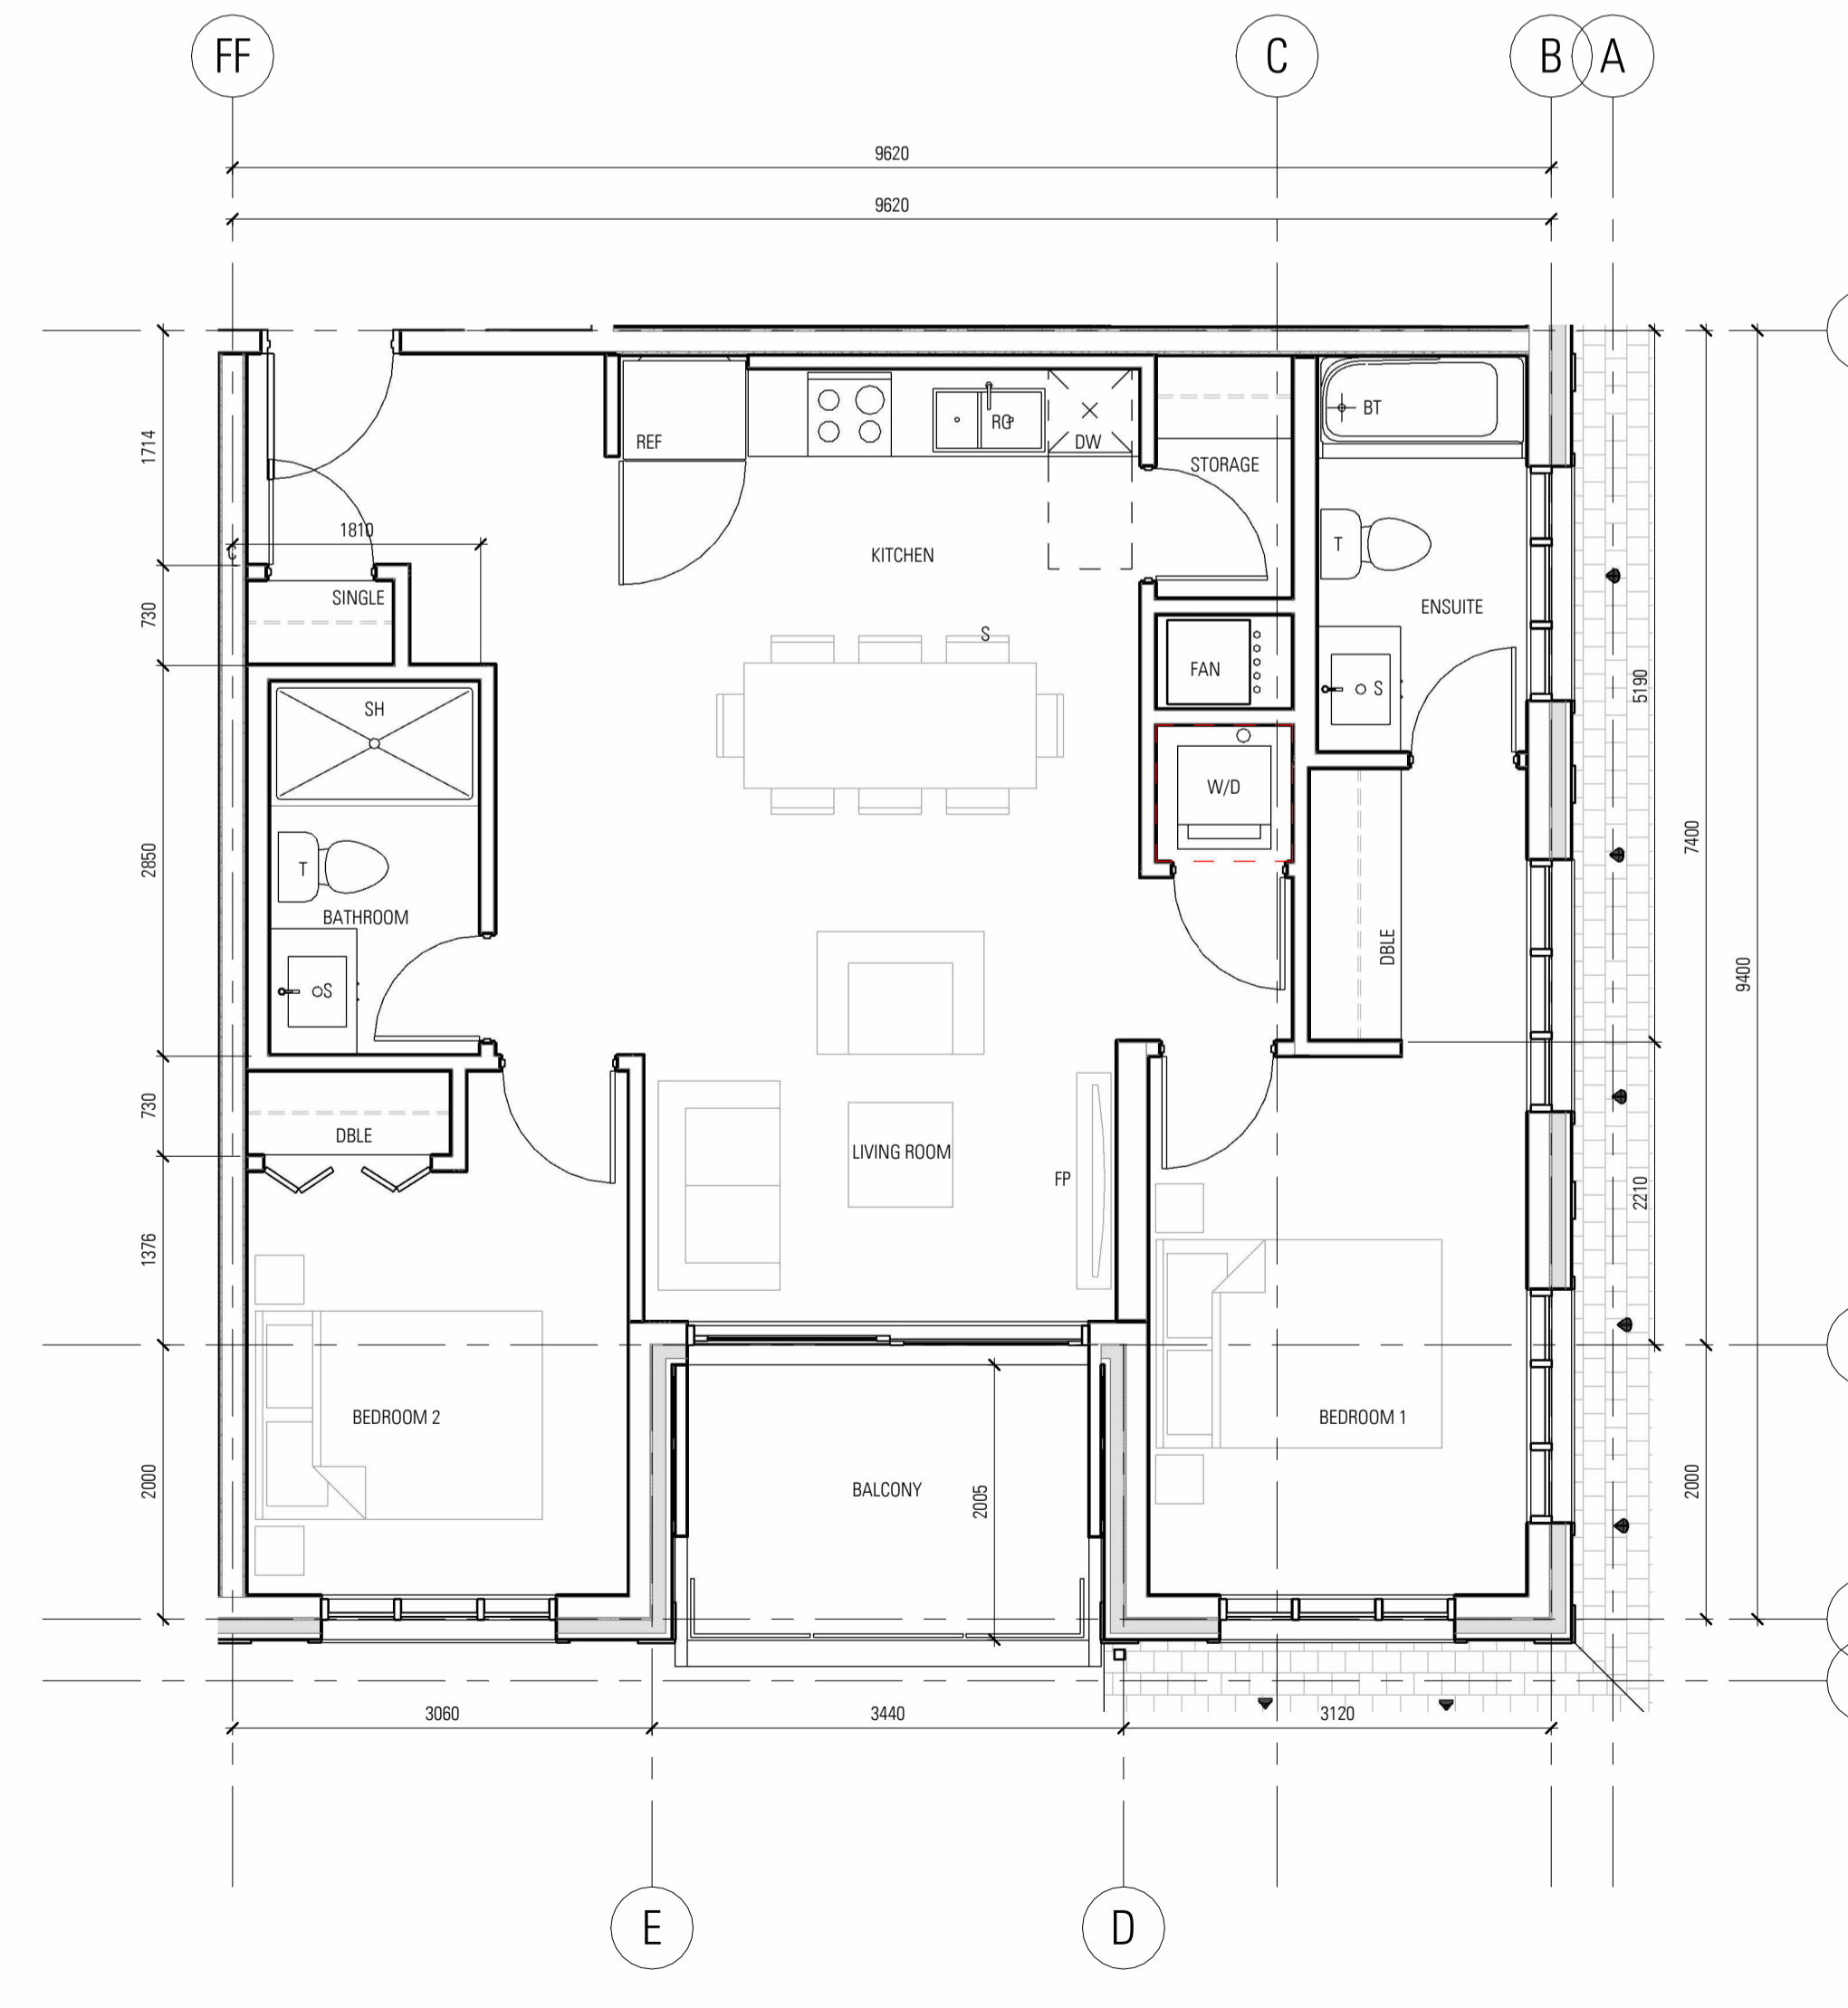 FF
C
B
A
9620
9620
1714
BT
REF
RG
DW
STORAGE
1810
T
KITCHEN
SINGLE
730
ENSUITE
S
FAN
S
5190
SH
W/D
7400
2850
T
BATHROOM
DBLE
9400
S
730
DBLE
LIVING ROOM
FP
2210
1376
BEDROOM 2
BEDROOM 1
2000
BALCONY
2005
2000
3060
3440
3120
E
D